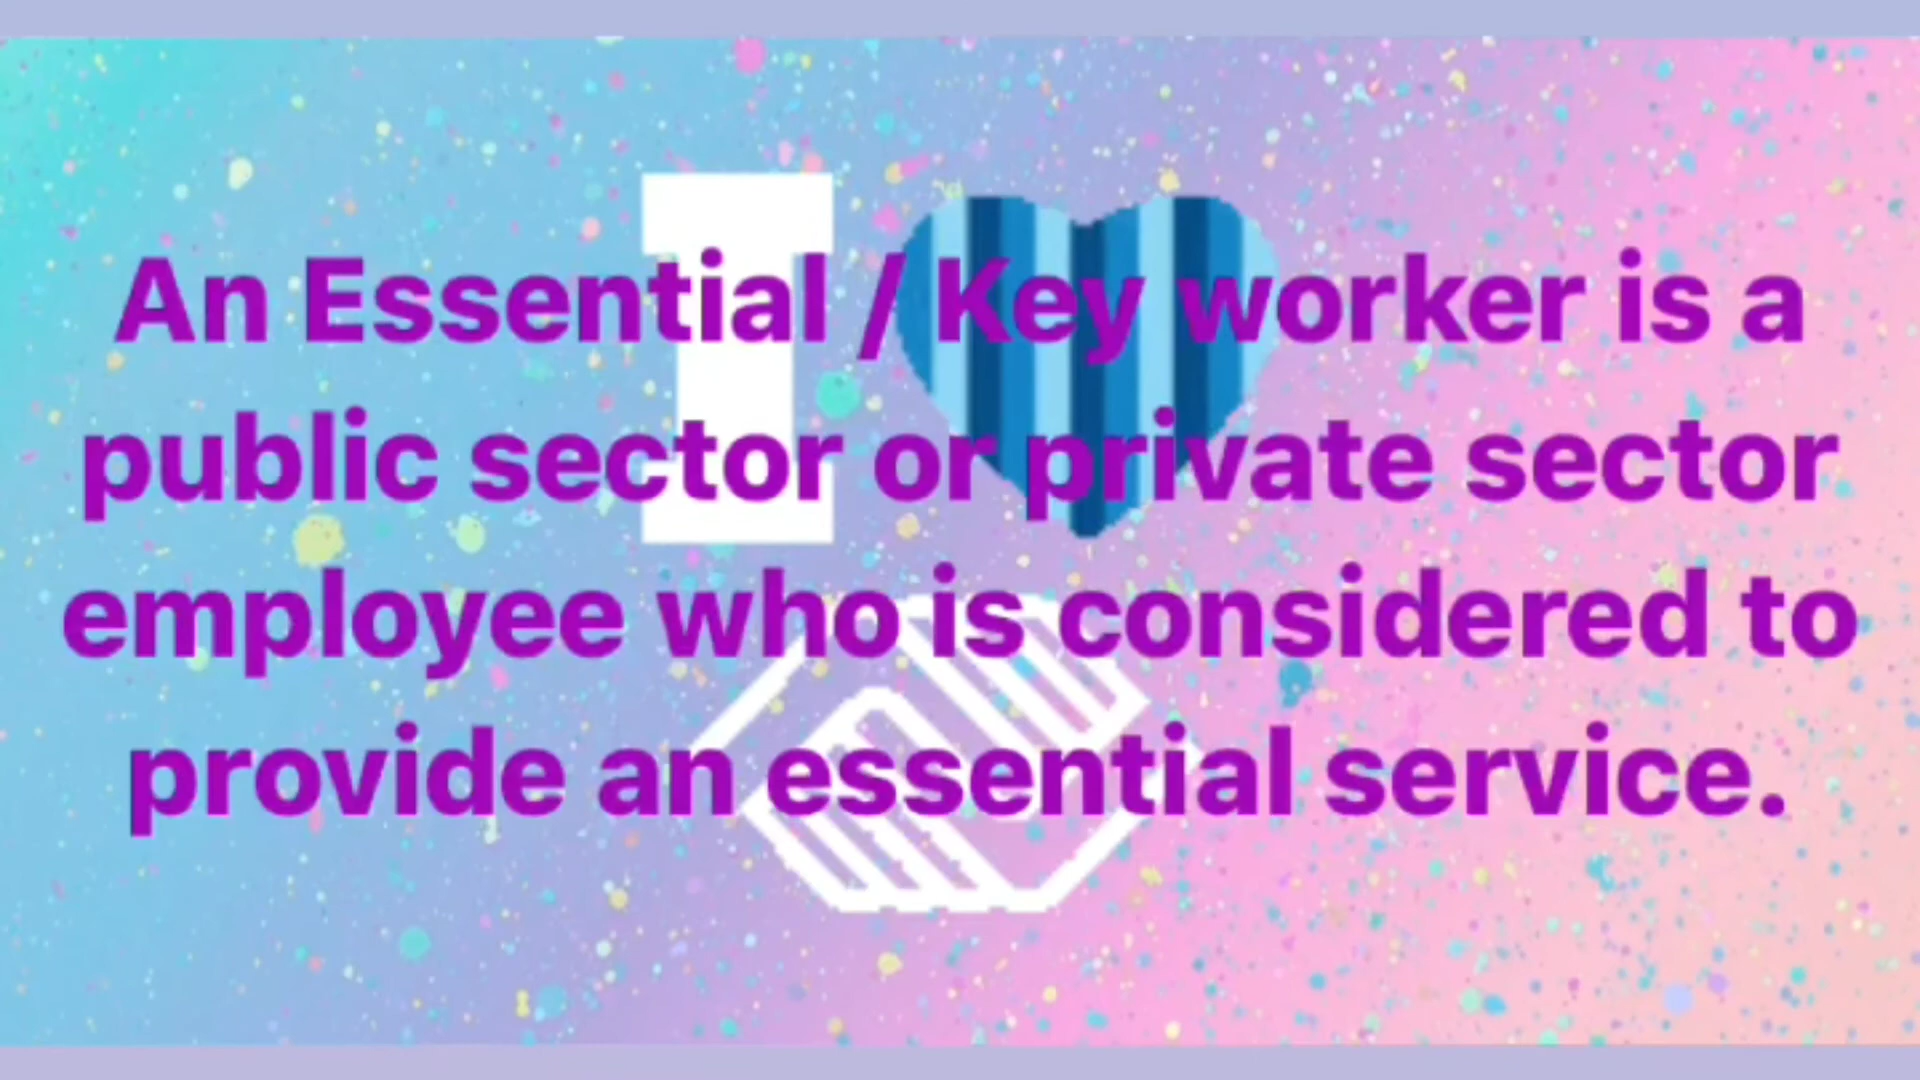 I
An Essential / Key worker is a
public sector or private sector
employee who is considered to
provide an essential service.